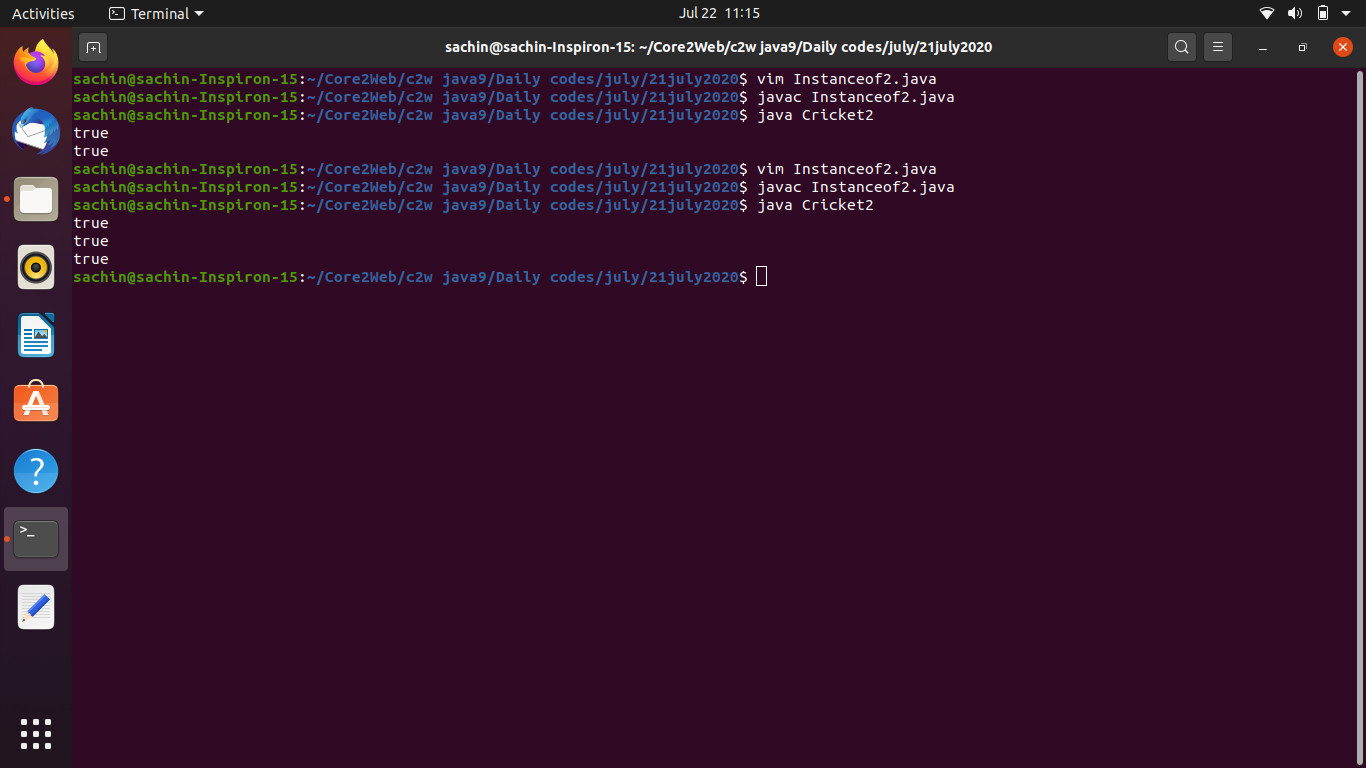 Activities Terminal Jul 22 11:15
sachin@sachin-Inspiron-15: ~/Core2Web/c2w java9/Daily codes/july/21july2020
sachin@sachin-Inspiron-15:~/Core2Web/c2w java9/Daily codes/july/21july2020$ vim Instanceof2.java
sachin@sachin-Inspiron-15:~/Core2Web/c2w java9/Daily codes/july/21july2020$ javac Instanceof2.java
sachin@sachin-Inspiron-15:~/Core2Web/c2w java9/Daily codes/july/21july2020$ java Cricket2
true
true
sachin@sachin-Inspiron-15:~/Core2Web/c2w java9/Daily codes/july/21july2020$ vim Instanceof2.java
sachin@sachin-Inspiron-15:~/Core2Web/c2w java9/Daily codes/july/21july2020$ javac Instanceof2.java
sachin@sachin-Inspiron-15:~/Core2Web/c2w java9/Daily codes/july/21july2020$ java Cricket2
true
true
true
sachin@sachin-Inspiron-15:~/Core2Web/c2w java9/Daily codes/july/21july2020$